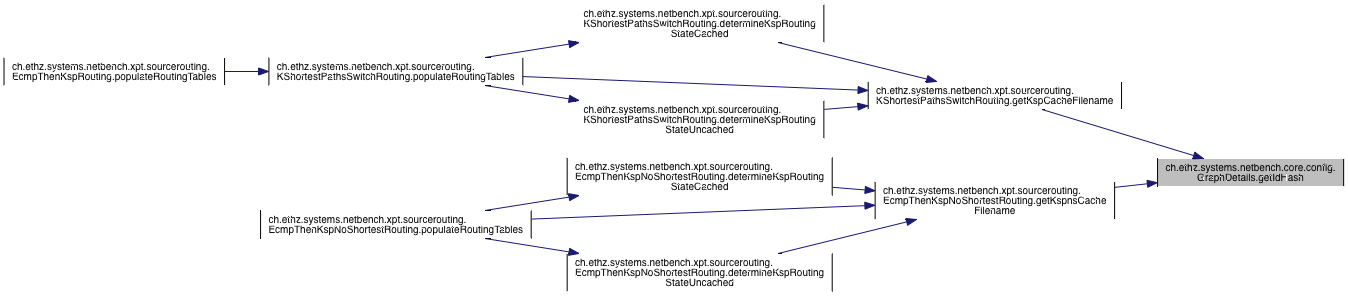 ch.ethz.systems.netbench.xpt.sourcerouting.
KShortestPathsSwitchRouting.determineKspRouting
StateCached
ch.ethz.systems.netbench.xpt.sourcerouting.
EcmpThenKspRouting.populateRoutingTables
ch.ethz.systems.netbench.xpt.sourcerouting.
KShortestPathsSwitchRouting.populateRoutingTables
ch.ethz.systems.netbench.xpt.sourcerouting.
KShortestPathsSwitchRouting.getKspCacheFilename
ch.ethz.systems.netbench.xpt.sourcerouting.
KShortestPathsSwitchRouting.determineKspRouting
StateUncached
ch.ethz.systems.netbench.xpt.sourcerouting.
EcmpThenKspNoShortestRouting.determineKspRouting
StateCached
ch.ethz.systems.netbench.core.config.
GraphDetails.getIdHash
ch.ethz.systems.netbench.xpt.sourcerouting.
EcmpThenKspNoShortestRouting.getKspnsCache
Filename
ch.ethz.systems.netbench.xpt.sourcerouting.
EcmpThenKspNoShortestRouting.populateRoutingTables
ch.ethz.systems.netbench.xpt.sourcerouting.
EcmpThenKspNoShortestRouting.determineKspRouting
StateUncached